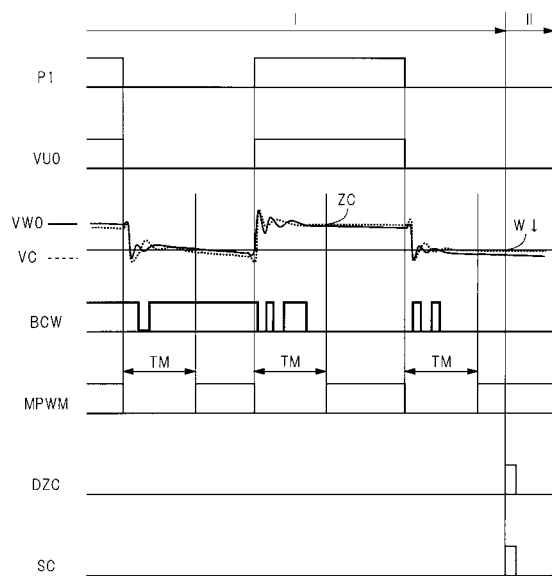 I II
P1
VU0
VW0 ZC
VC W↓
BCW
TM TM TM
MPWM
DZC
SC